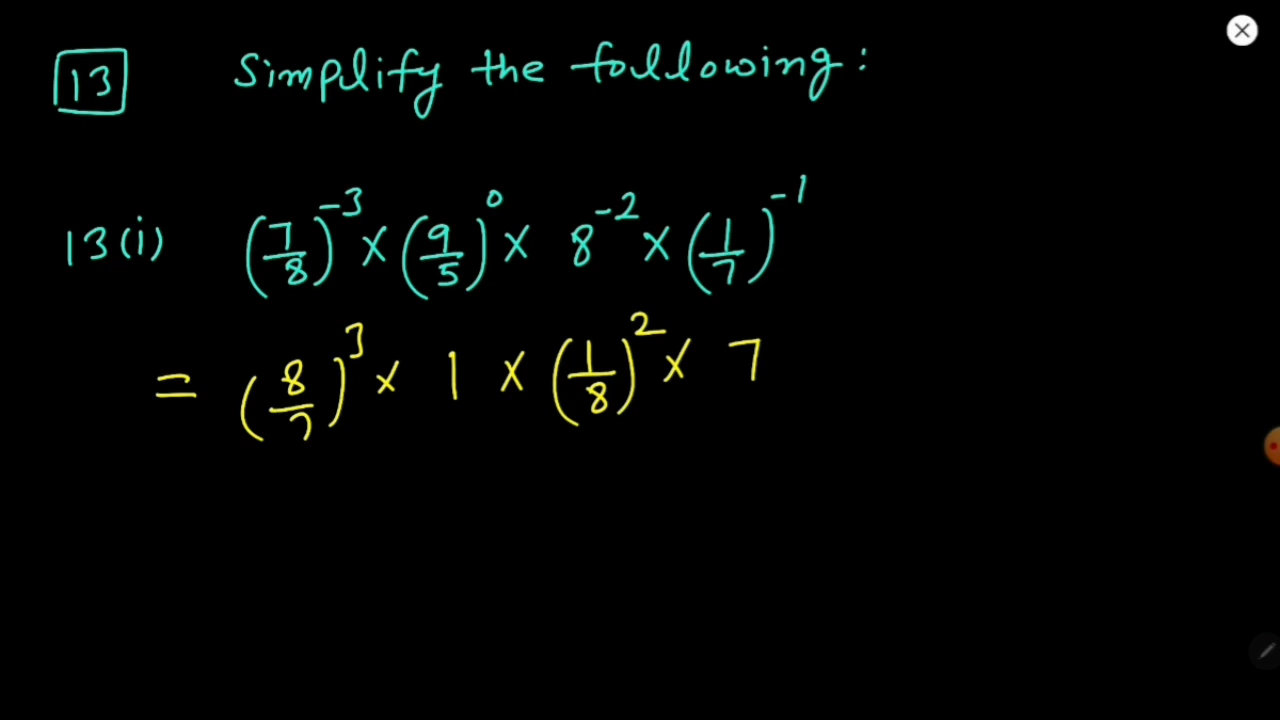 13 Simplify the following:
13(i) (7/8)^-3 × (9/5)^0 × 8^-2 × (1/7)^-1
= (8/7)^3 × 1 × (1/8)^2 × 7